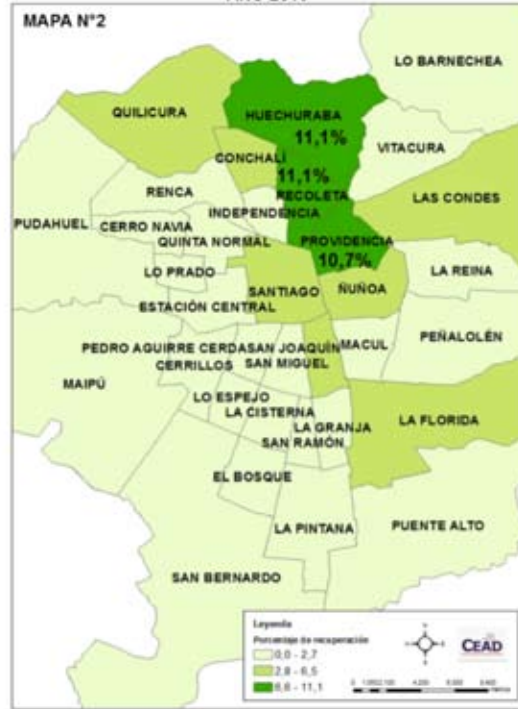 MAPA N°2
LO BARNECHEA
QUILICURA
HUECHURABA
11,1%
CONCHALÍ
VITACURA
11,1%
RENCA
RECOLETA
LAS CONDES
INDEPENDENCIA
PUDAHUEL
CERRO NAVIA
QUINTA NORMAL
PROVIDENCIA
10,7%
LO PRADO
LA REINA
SANTIAGO
ÑUÑOA
ESTACIÓN CENTRAL
PEÑALOLÉN
PEDRO AGUIRRE CERDA
SAN JOAQUÍN
MACUL
CERRILLOS
SAN MIGUEL
MAIPÚ
LO ESPEJO
LA CISTERNA
LA GRANJA
LA FLORIDA
SAN RAMÓN
EL BOSQUE
LA PINTANA
PUENTE ALTO
SAN BERNARDO
Leyenda
Porcentaje de recuperación
0,0 - 2,7
2,8 - 6,5
6,6 - 11,1
CEAD